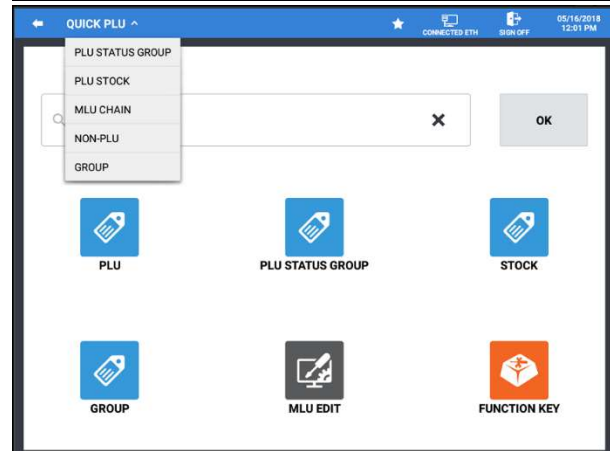 QUICK PLU
CONNECTED ETH
SIGN OFF
05/16/2018
12:01 PM
PLU STATUS GROUP
PLU STOCK
MLU CHAIN
NON-PLU
GROUP
OK
PLU
PLU STATUS GROUP
STOCK
GROUP
MLU EDIT
FUNCTION KEY